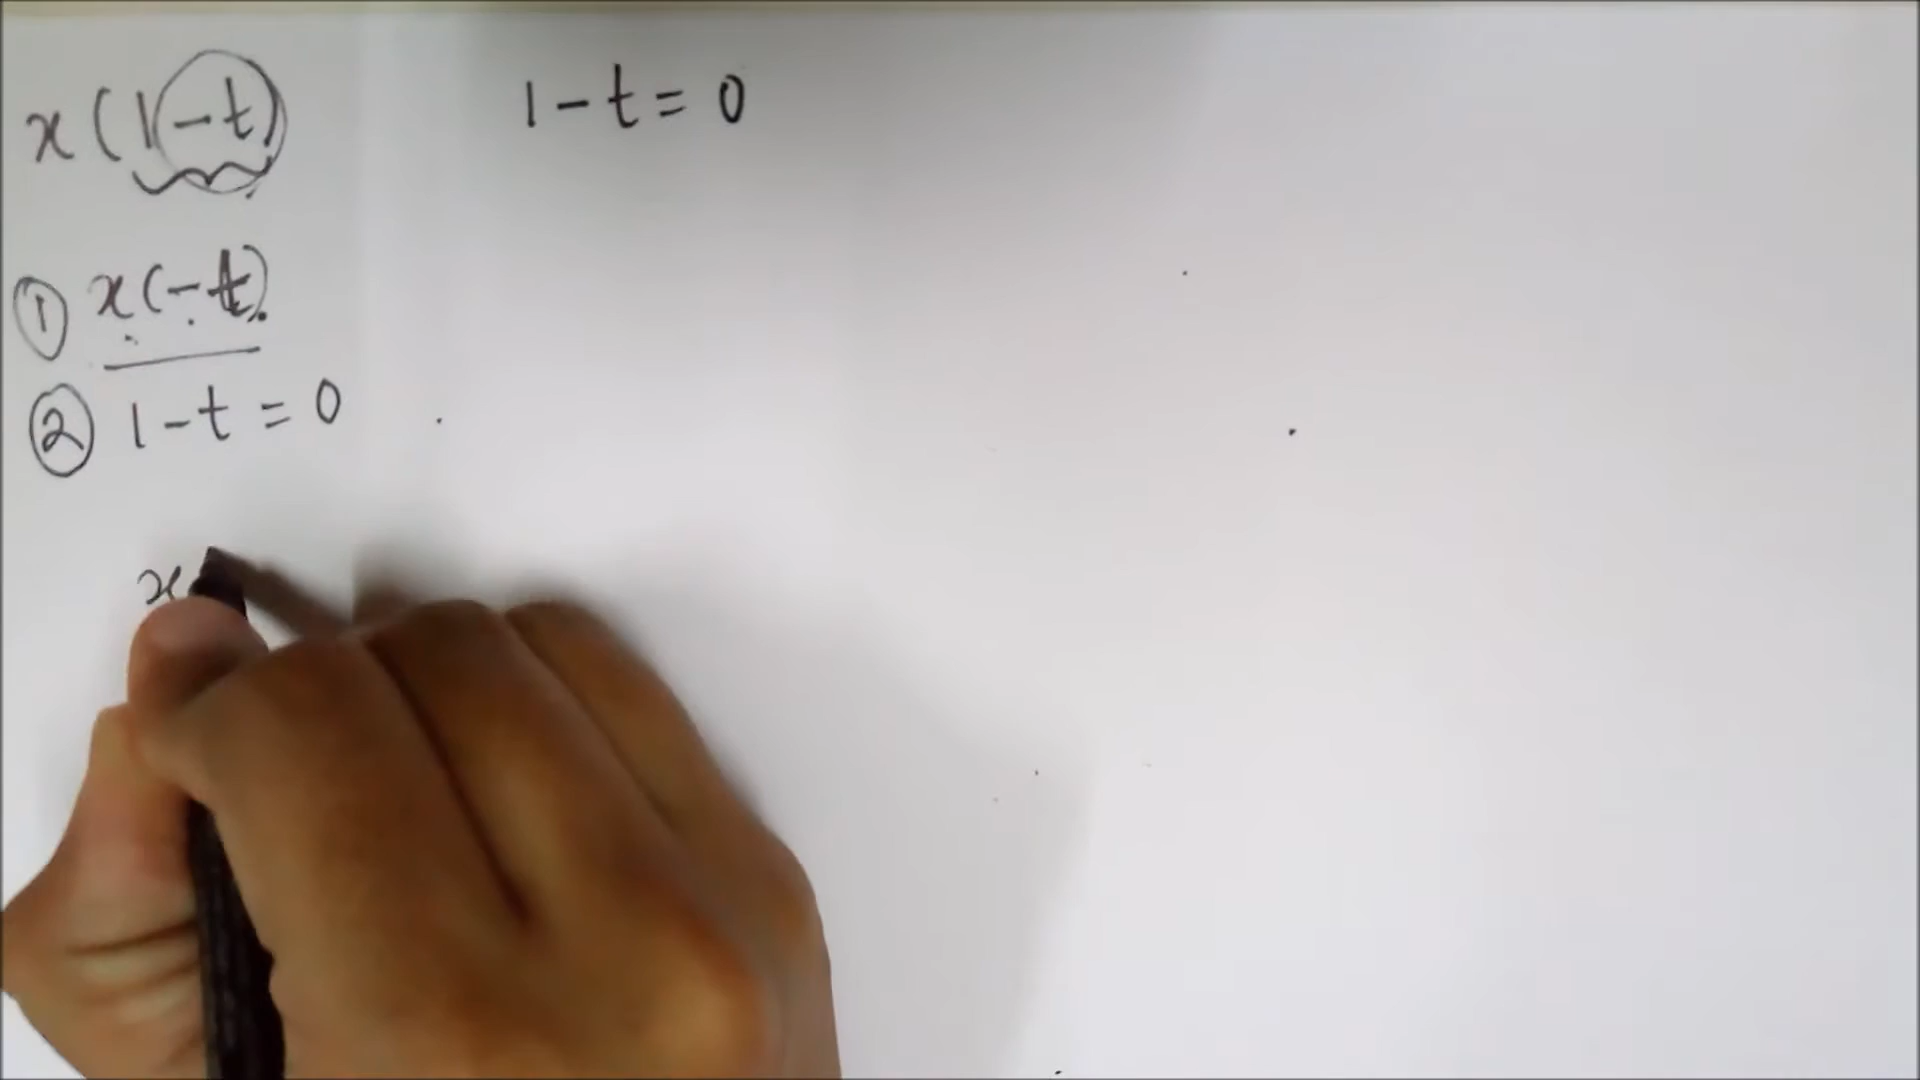 x(1-t)
1-t=0
① x(-t)
② 1-t=0
x